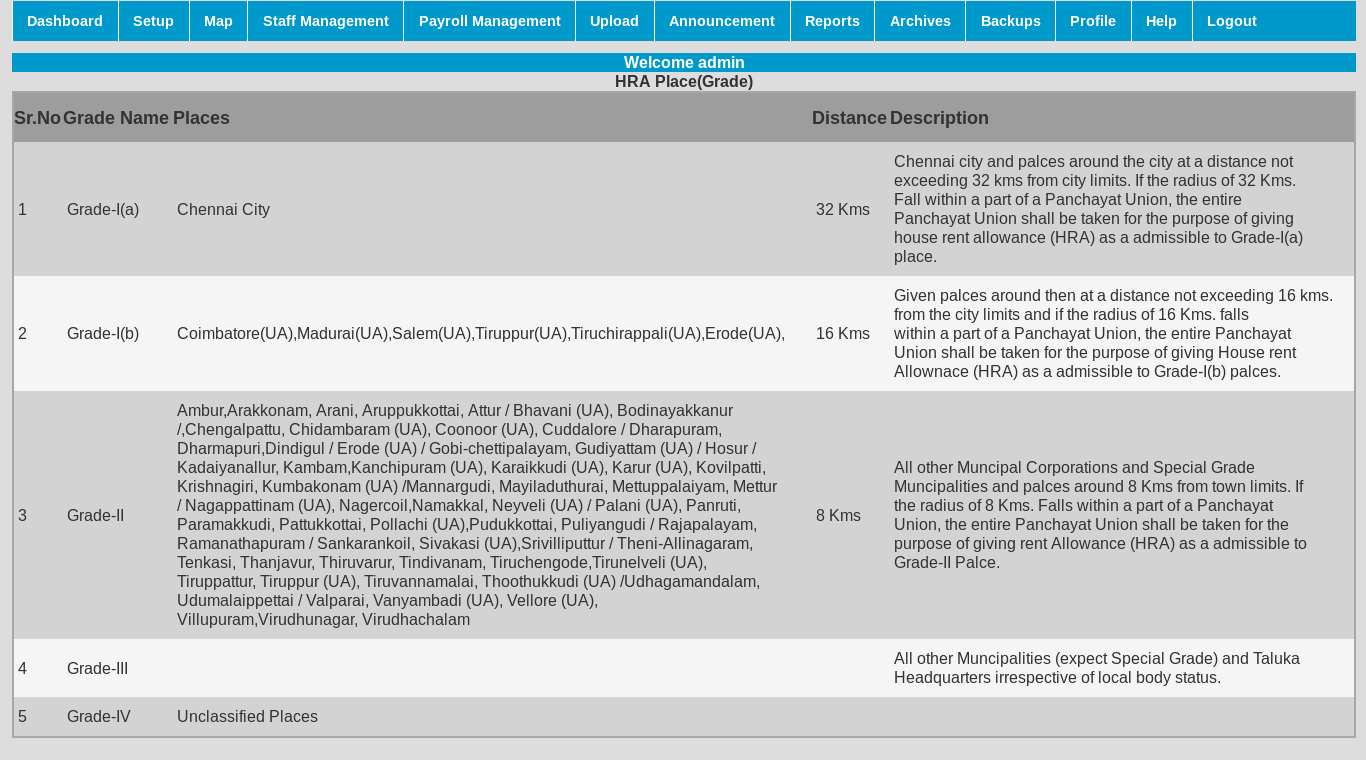 Dashboard Setup Map Staff Management Payroll Management Upload Announcement Reports Archives Backups Profile Help Logout
Welcome admin
HRA Place(Grade)
Sr.No Grade Name Places Distance Description
1 Grade-I(a) Chennai City 32 Kms
Chennai city and palces around the city at a distance not
exceeding 32 kms from city limits. If the radius of 32 Kms.
Fall within a part of a Panchayat Union, the entire
Panchayat Union shall be taken for the purpose of giving
house rent allowance (HRA) as a admissible to Grade-I(a)
place.
2 Grade-I(b) Coimbatore(UA),Madurai(UA),Salem(UA),Tiruppur(UA),Tiruchirappali(UA),Erode(UA), 16 Kms
Given palces around then at a distance not exceeding 16 kms.
from the city limits and if the radius of 16 Kms. falls
within a part of a Panchayat Union, the entire Panchayat
Union shall be taken for the purpose of giving House rent
Allownace (HRA) as a admissible to Grade-I(b) palces.
3 Grade-II
Ambur,Arakkonam, Arani, Aruppukkottai, Attur / Bhavani (UA), Bodinayakkanur
/,Chengalpattu, Chidambaram (UA), Coonoor (UA), Cuddalore / Dharapuram,
Dharmapuri,Dindigul / Erode (UA) / Gobi-chettipalayam, Gudiyattam (UA) / Hosur /
Kadaiyanallur, Kambam,Kanchipuram (UA), Karaikkudi (UA), Karur (UA), Kovilpatti,
Krishnagiri, Kumbakonam (UA) /Mannargudi, Mayiladuthurai, Mettuppalaiyam, Mettur
/ Nagappattinam (UA), Nagercoil,Namakkal, Neyveli (UA) / Palani (UA), Panruti,
Paramakkudi, Pattukkottai, Pollachi (UA),Pudukkottai, Puliyangudi / Rajapalayam,
Ramanathapuram / Sankarankoil, Sivakasi (UA),Srivilliputtur / Theni-Allinagaram,
Tenkasi, Thanjavur, Thiruvarur, Tindivanam, Tiruchengode,Tirunelveli (UA),
Tiruppattur, Tiruppur (UA), Tiruvannamalai, Thoothukkudi (UA) /Udhagamandalam,
Udumalaippettai / Valparai, Vanyambadi (UA), Vellore (UA),
Villupuram,Virudhunagar, Virudhachalam
8 Kms
All other Muncipal Corporations and Special Grade
Muncipalities and palces around 8 Kms from town limits. If
the radius of 8 Kms. Falls within a part of a Panchayat
Union, the entire Panchayat Union shall be taken for the
purpose of giving rent Allowance (HRA) as a admissible to
Grade-II Palce.
4 Grade-III
All other Muncipalities (expect Special Grade) and Taluka
Headquarters irrespective of local body status.
5 Grade-IV Unclassified Places